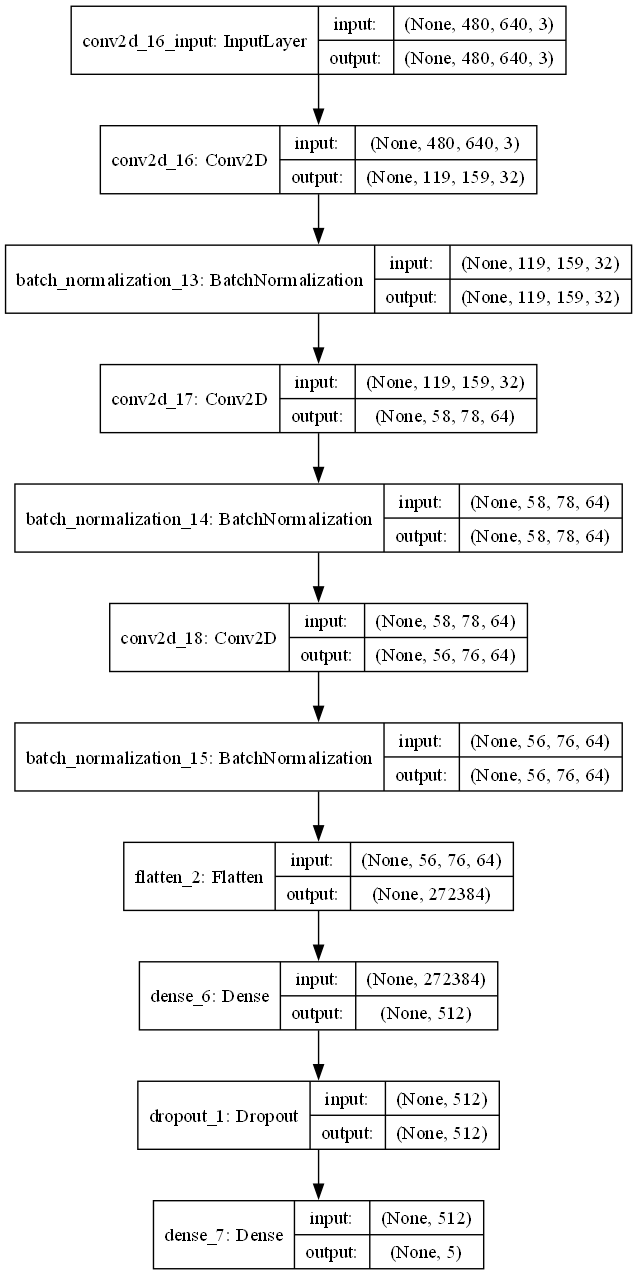 conv2d_16_input: InputLayer
input: (None, 480, 640, 3)
output: (None, 480, 640, 3)
conv2d_16: Conv2D
input: (None, 480, 640, 3)
output: (None, 119, 159, 32)
batch_normalization_13: BatchNormalization
input: (None, 119, 159, 32)
output: (None, 119, 159, 32)
conv2d_17: Conv2D
input: (None, 119, 159, 32)
output: (None, 58, 78, 64)
batch_normalization_14: BatchNormalization
input: (None, 58, 78, 64)
output: (None, 58, 78, 64)
conv2d_18: Conv2D
input: (None, 58, 78, 64)
output: (None, 56, 76, 64)
batch_normalization_15: BatchNormalization
input: (None, 56, 76, 64)
output: (None, 56, 76, 64)
flatten_2: Flatten
input: (None, 56, 76, 64)
output: (None, 272384)
dense_6: Dense
input: (None, 272384)
output: (None, 512)
dropout_1: Dropout
input: (None, 512)
output: (None, 512)
dense_7: Dense
input: (None, 512)
output: (None, 5)